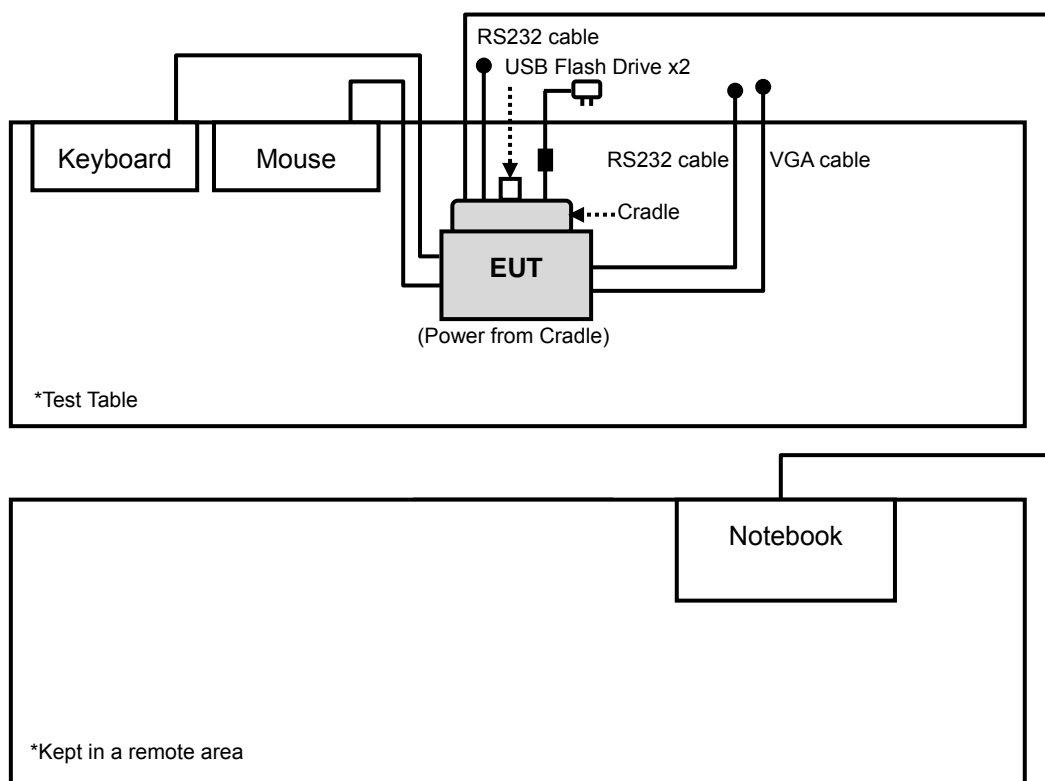 RS232 cable
USB Flash Drive x2
Keyboard
Mouse
RS232 cable
VGA cable
Cradle
EUT
(Power from Cradle)
*Test Table
Notebook
*Kept in a remote area